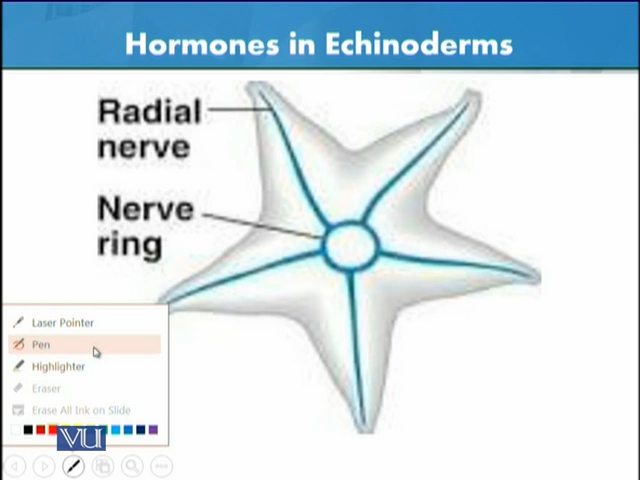 Hormones in Echinoderms
Radial
nerve
Nerve
ring
Laser Pointer
Pen
Highlighter
Eraser
Erase All Ink on Slide
VU